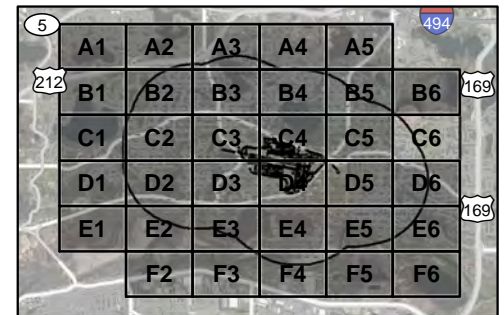 5 494
A1 A2 A3 A4 A5
212 B1 B2 B3 B4 B5 B6 169
C1 C2 C3 C4 C5 C6
D1 D2 D3 D4 D5 D6
169
E1 E2 E3 E4 E5 E6
F2 F3 F4 F5 F6